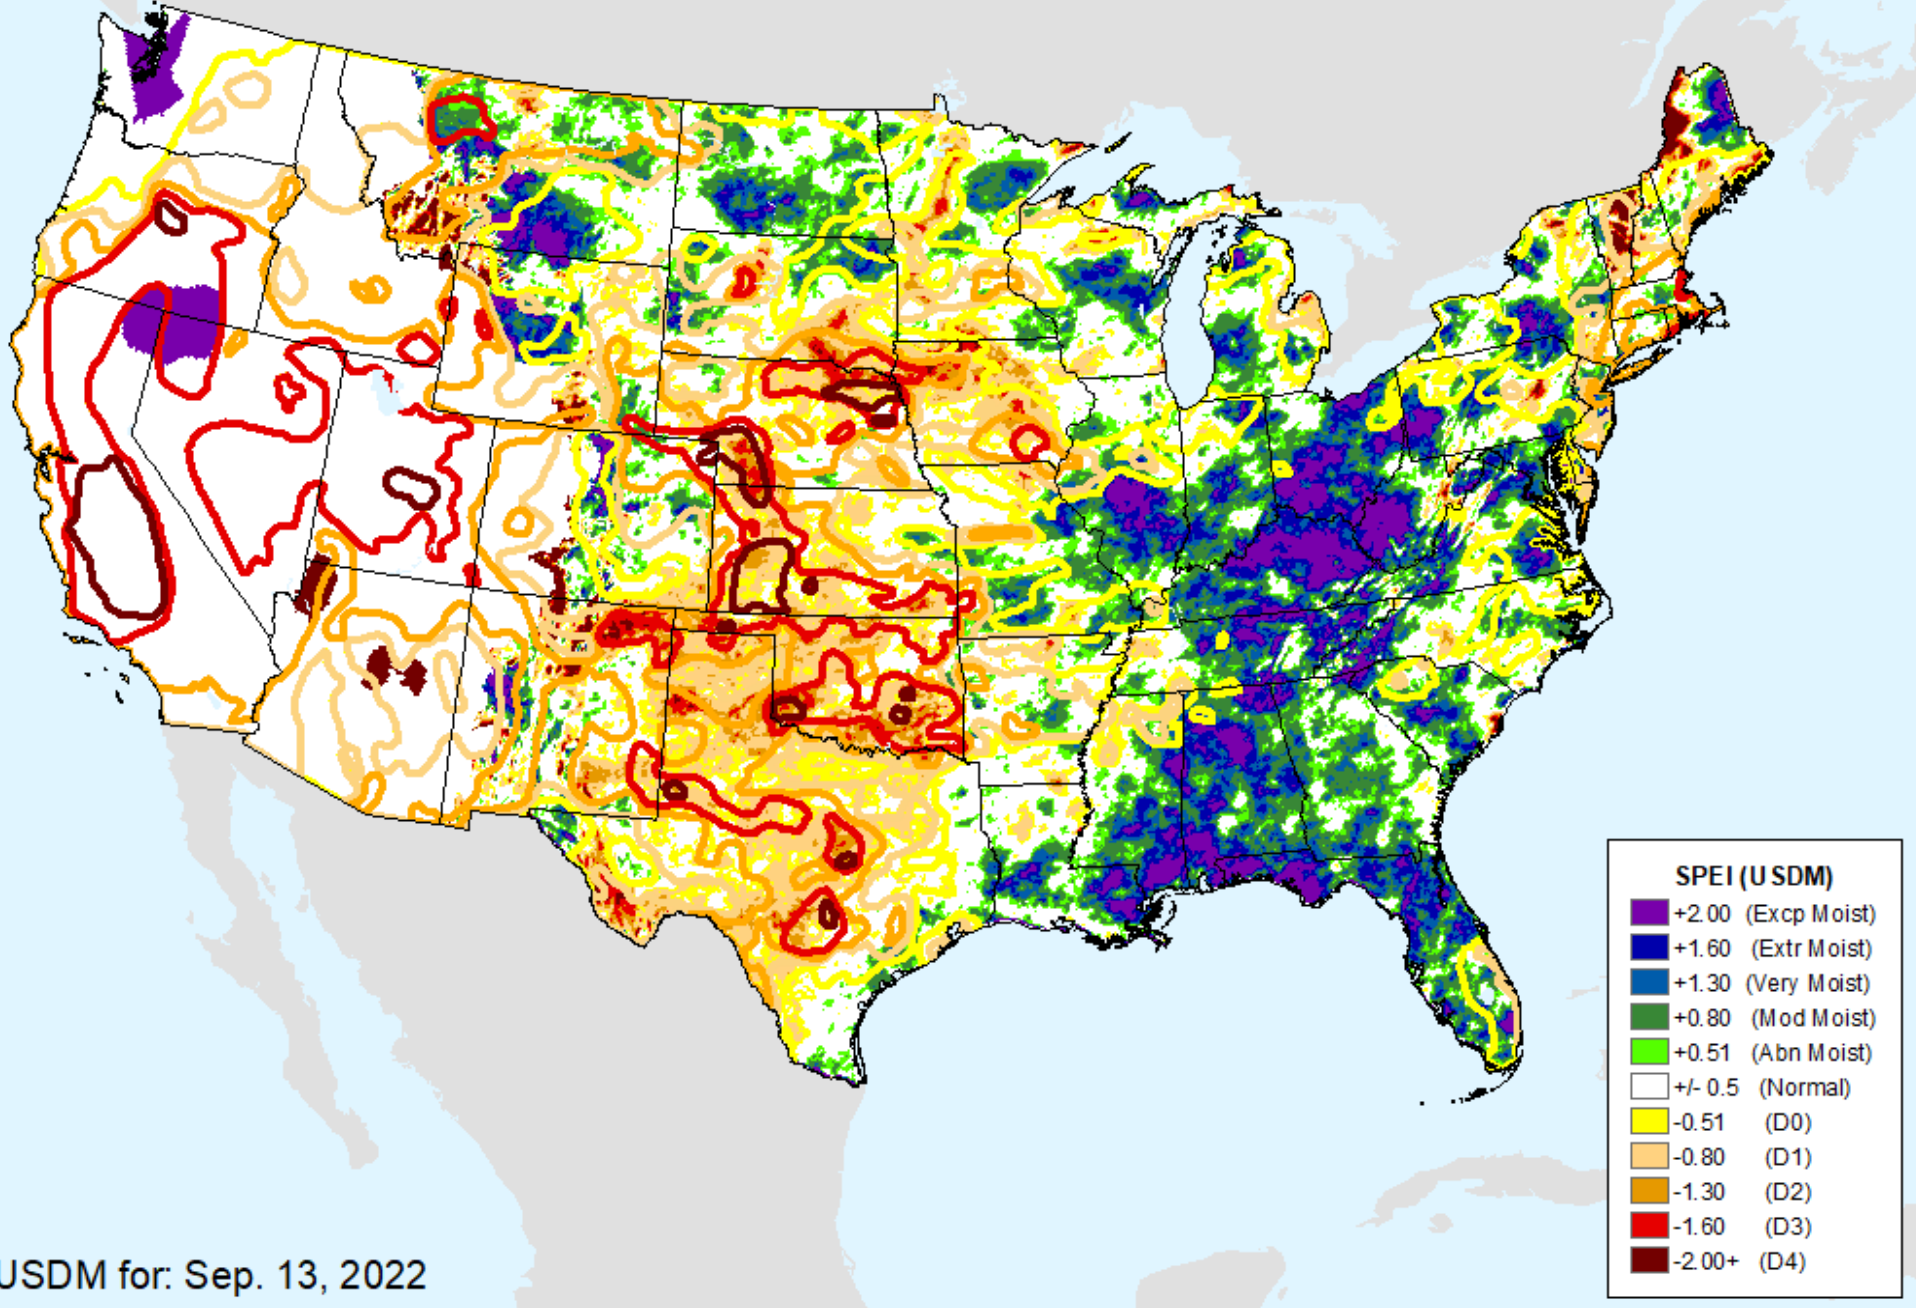 SPEI (USDM)
+2.00 (Excp Moist)
+1.60 (Extr Moist)
+1.30 (Very Moist)
+0.80 (Mod Moist)
+0.51 (Abn Moist)
+/- 0.5 (Normal)
-0.51 (D0)
-0.80 (D1)
-1.30 (D2)
-1.60 (D3)
-2.00+ (D4)
USDM for: Sep. 13, 2022